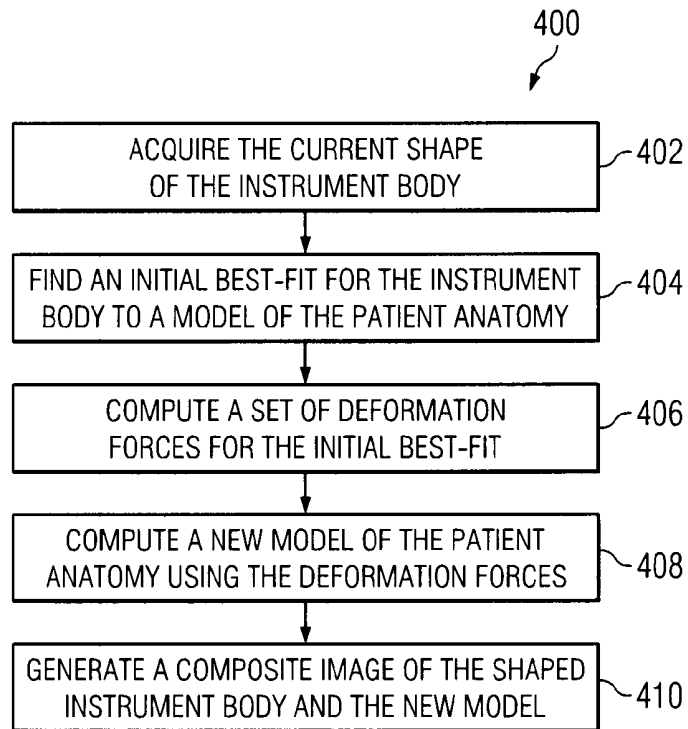 400
ACQUIRE THE CURRENT SHAPE
OF THE INSTRUMENT BODY
402
FIND AN INITIAL BEST-FIT FOR THE INSTRUMENT
BODY TO A MODEL OF THE PATIENT ANATOMY
404
COMPUTE A SET OF DEFORMATION
FORCES FOR THE INITIAL BEST-FIT
406
COMPUTE A NEW MODEL OF THE PATIENT
ANATOMY USING THE DEFORMATION FORCES
408
GENERATE A COMPOSITE IMAGE OF THE SHAPED
INSTRUMENT BODY AND THE NEW MODEL
410